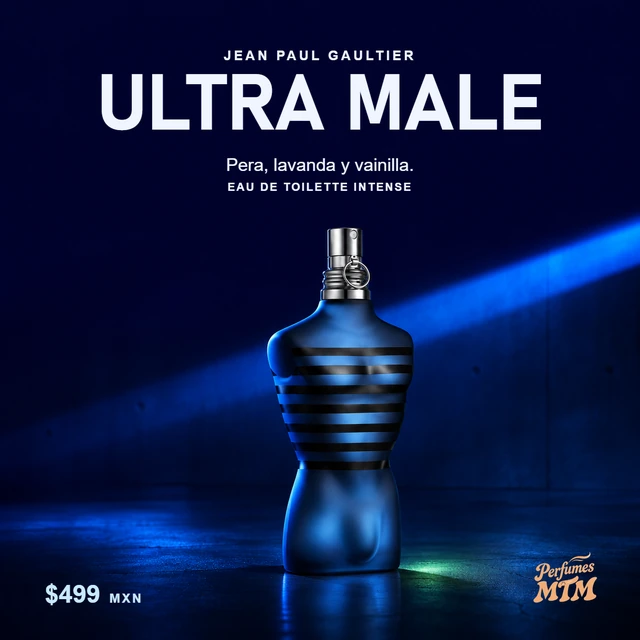 JEAN PAUL GAULTIER
ULTRA MALE
Pera, lavanda y vainilla.
EAU DE TOILETTE INTENSE
$499 MXN
Perfumes
MTM